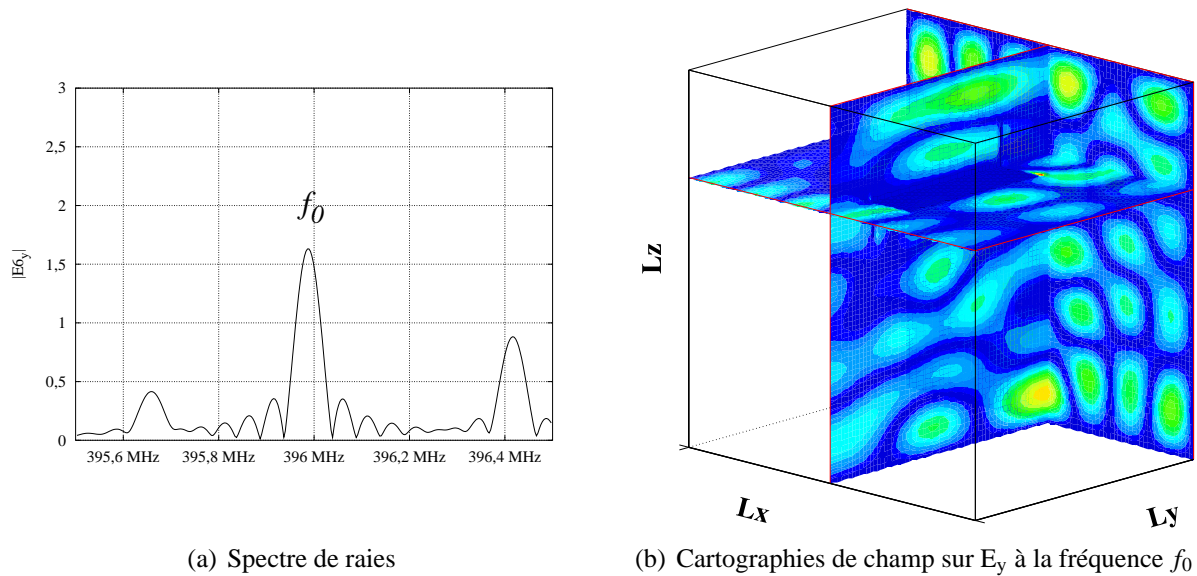 3
2,5
2
1,5
1
0,5
0
|E6y|
f0
395,6 MHz
395,8 MHz
396 MHz
396,2 MHz
396,4 MHz
Lz
Lx
Ly
(a) Spectre de raies
(b) Cartographies de champ sur Ey à la fréquence f0